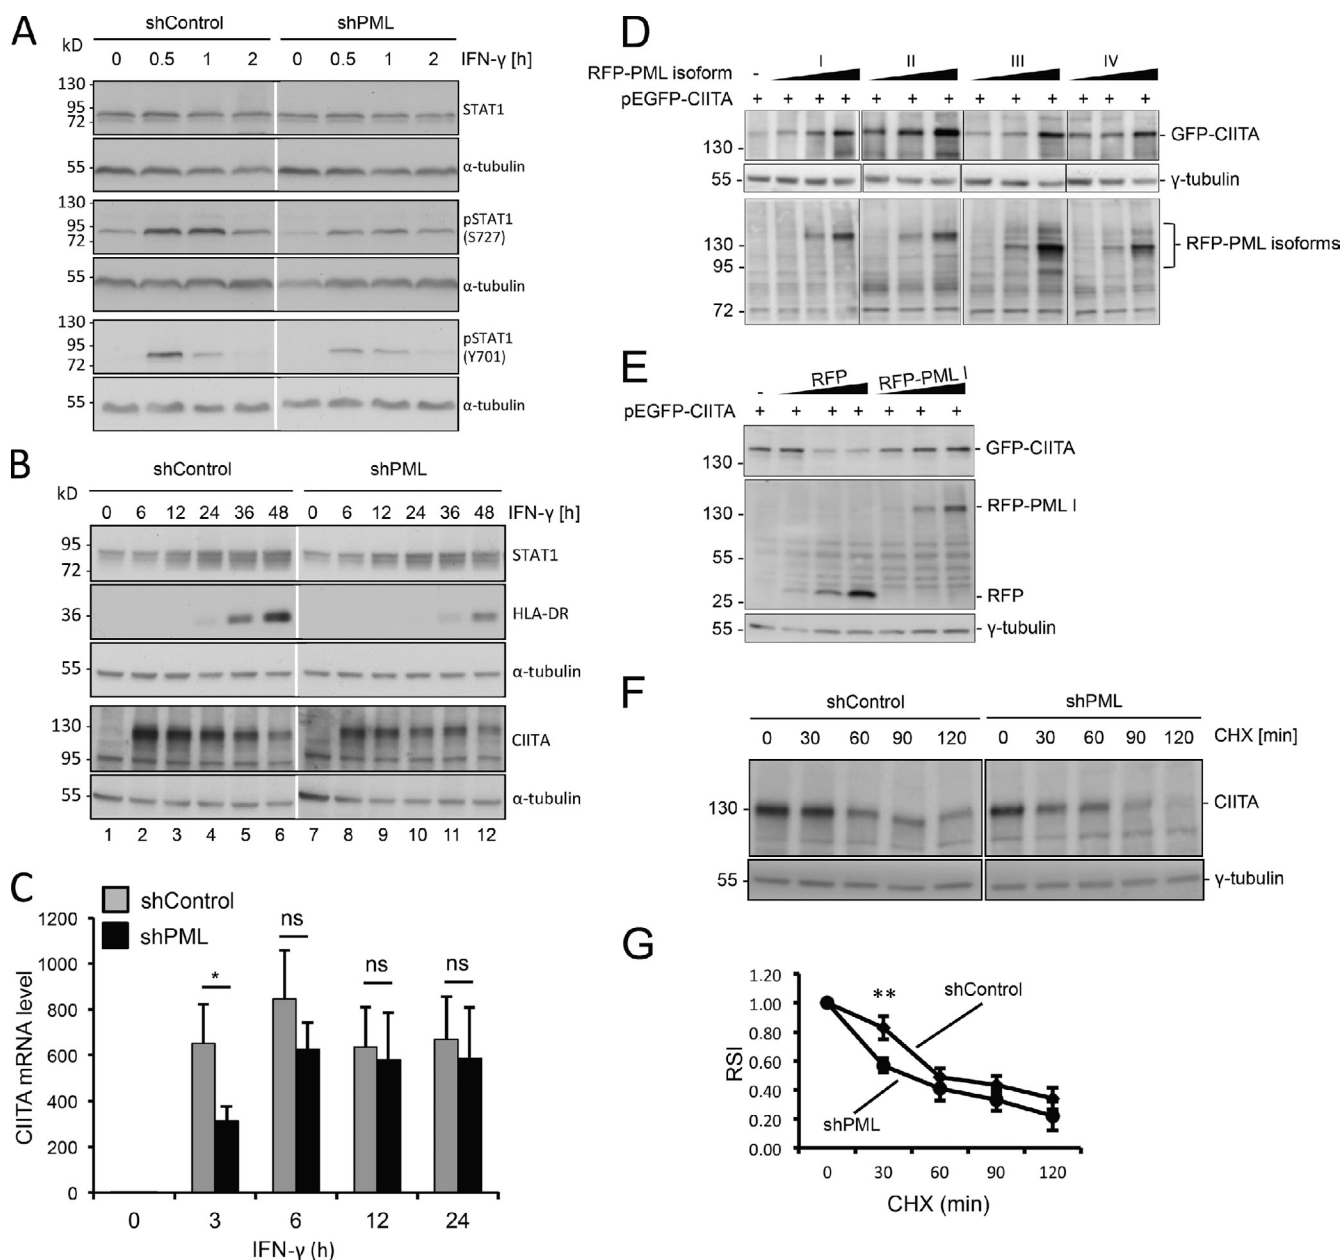 A
shControl shPML
kD
0 0.5 1 2 0 0.5 1 2 IFN-γ [h]
130
95
72
STAT1
55
α-tubulin
130
95
72
pSTAT1
(S727)
55
α-tubulin
130
95
72
pSTAT1
(Y701)
55
α-tubulin
B
shControl shPML
kD
0 6 12 24 36 48 0 6 12 24 36 48 IFN-γ [h]
95
72
STAT1
36
HLA-DR
55
α-tubulin
130
95
CIITA
55
α-tubulin
1 2 3 4 5 6 7 8 9 10 11 12
C
shControl
shPML
CIITA mRNA level
1200
1000
800
600
400
200
0
* ns ns ns
0 3 6 12 24
IFN-γ (h)
D
RFP-PML isoform - I II III IV
pEGFP-CIITA + + + + + + + + + + + + +
130
GFP-CIITA
55
γ-tubulin
130
95
72
RFP-PML isoforms
E
- RFP RFP-PML I
pEGFP-CIITA + + + + + + +
130
GFP-CIITA
130
55
25
RFP-PML I
RFP
55
γ-tubulin
F
shControl shPML
0 30 60 90 120 0 30 60 90 120 CHX [min]
130
CIITA
55
γ-tubulin
G
RSI
1.20
1.00
0.80
0.60
0.40
0.20
0.00
**
shControl
shPML
0 30 60 90 120
CHX (min)